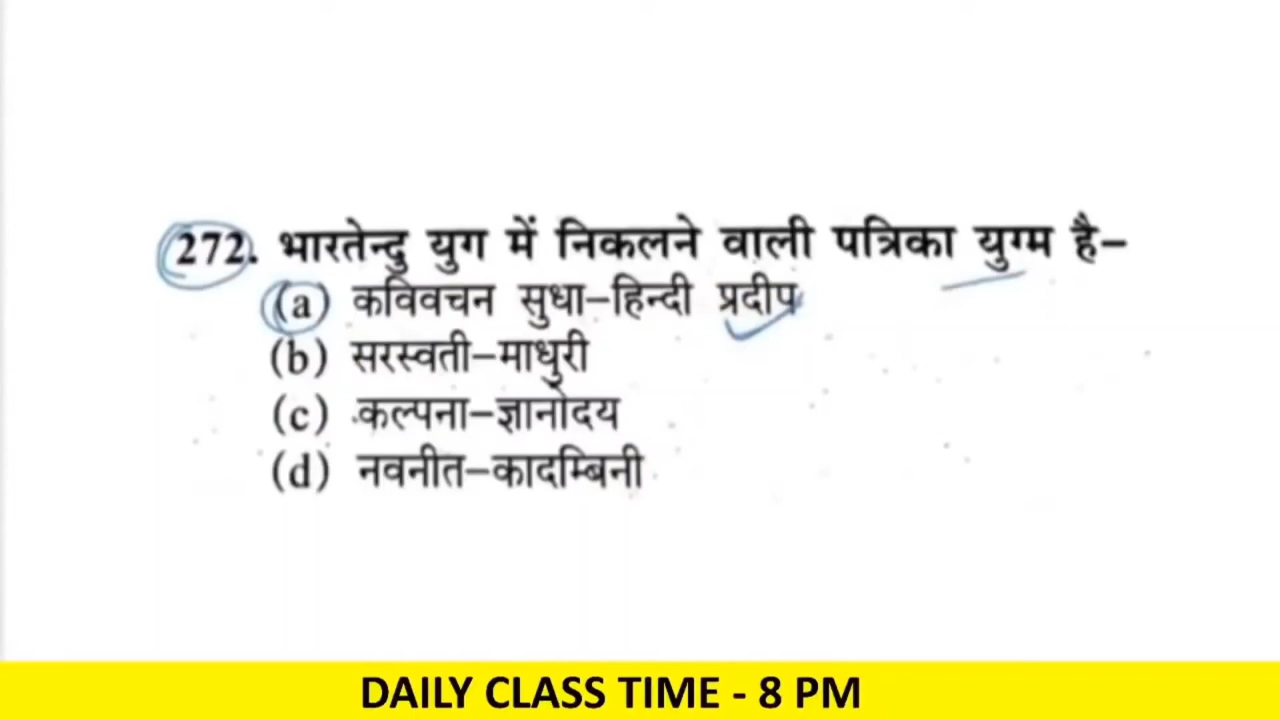 272. भारतेन्दु युग में निकलने वाली पत्रिका युग्म है–
(a) कविवचन सुधा–हिन्दी प्रदीप
(b) सरस्वती–माधुरी
(c) कल्पना–ज्ञानोदय
(d) नवनीत–कादम्बिनी
DAILY CLASS TIME - 8 PM